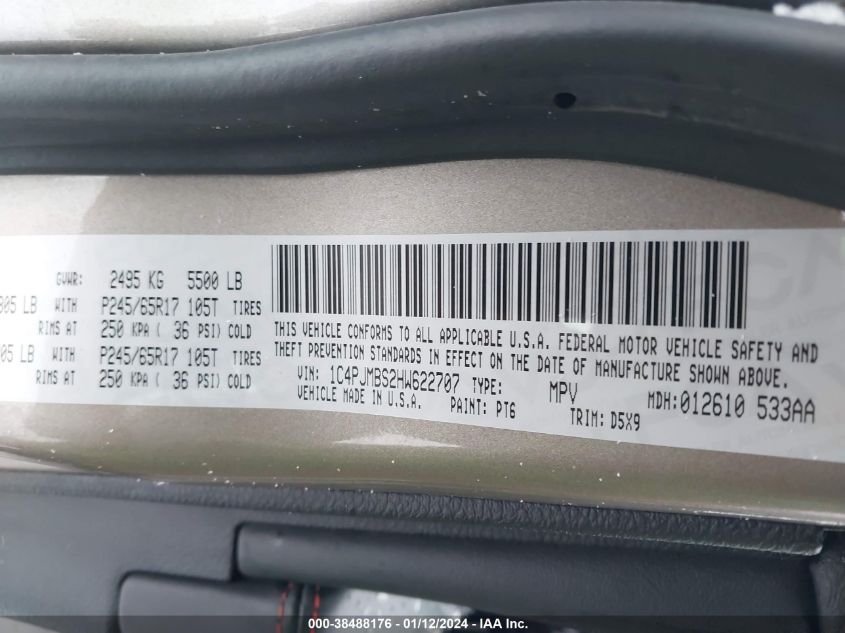 GVWR: 2495 KG 5500 LB
LB WITH P245/65R17 105T TIRES
RIMS AT 250 KPA ( 36 PSI) COLD
05 LB WITH P245/65R17 105T TIRES
RIMS AT 250 KPA ( 36 PSI) COLD
THIS VEHICLE CONFORMS TO ALL APPLICABLE U.S.A. FEDERAL MOTOR VEHICLE SAFETY AND
THEFT PREVENTION STANDARDS IN EFFECT ON THE DATE OF MANUFACTURE SHOWN ABOVE.
VIN: 1C4PJMBS2HW622707 TYPE: MPV MDH:012610 533AA
VEHICLE MADE IN U.S.A. PAINT: PT6 TRIM: D5X9
000-38488176 - 01/12/2024 - IAA Inc.